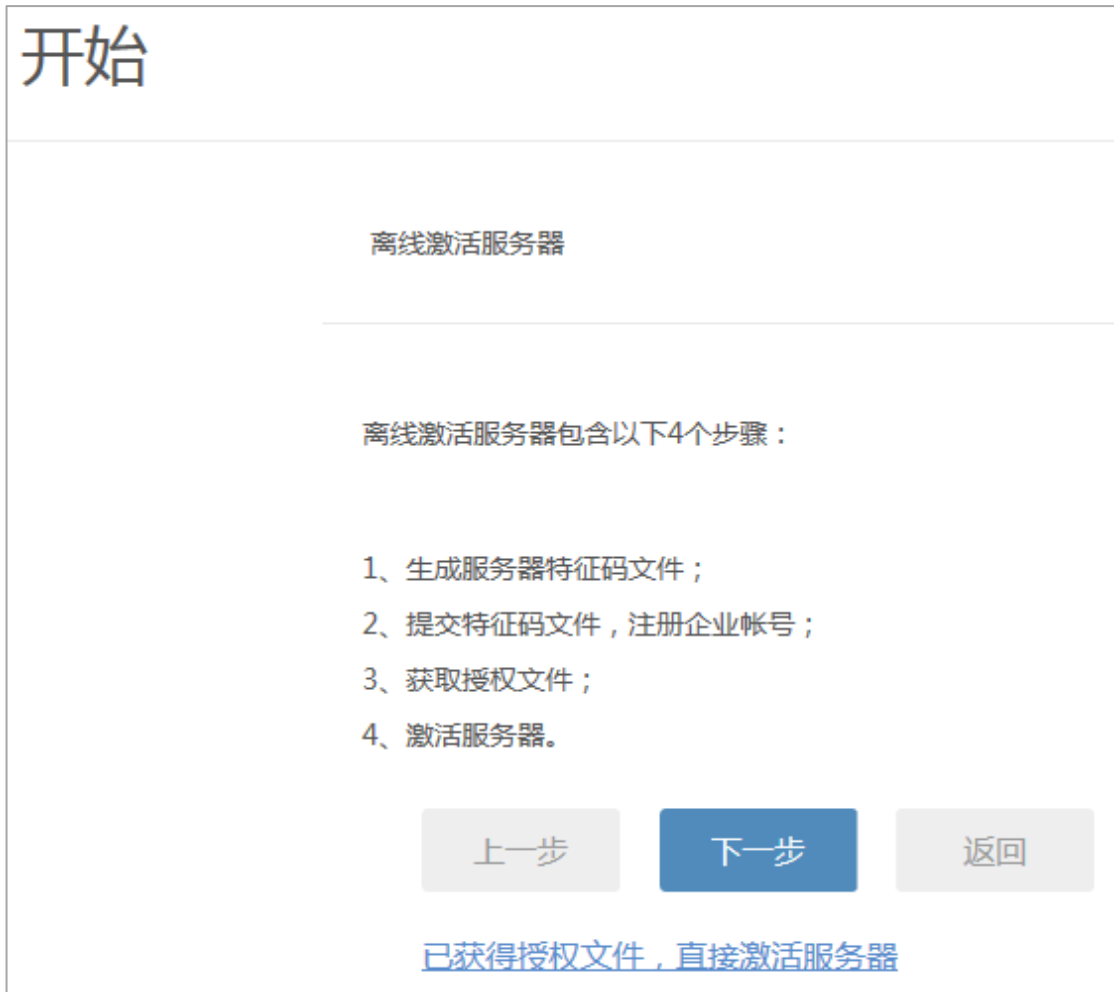 开始
离线激活服务器
离线激活服务器包含以下4个步骤：
1、生成服务器特征码文件；
2、提交特征码文件，注册企业帐号；
3、获取授权文件；
4、激活服务器。
上一步 下一步 返回
已获得授权文件，直接激活服务器